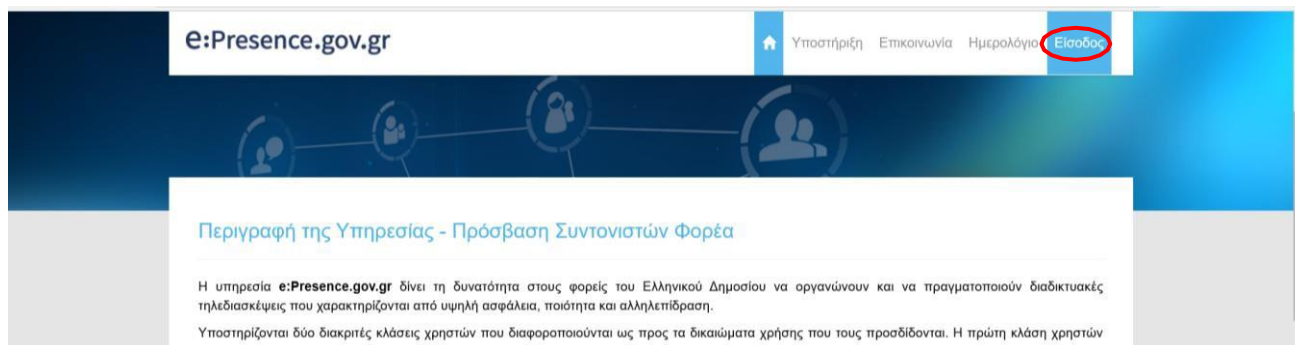 e:Presence.gov.gr
Υποστήριξη Επικοινωνία Ημερολόγιο Είσοδος
Περιγραφή της Υπηρεσίας - Πρόσβαση Συντονιστών Φορέα
Η υπηρεσία e:Presence.gov.gr δίνει τη δυνατότητα στους φορείς του Ελληνικού Δημοσίου να οργανώνουν και να πραγματοποιούν διαδικτυακές
τηλεδιασκέψεις που χαρακτηρίζονται από υψηλή ασφάλεια, ποιότητα και αλληλεπίδραση.
Υποστηρίζονται δύο διακριτές κλάσεις χρηστών που διαφοροποιούνται ως προς τα δικαιώματα χρήσης που τους προσδίδονται. Η πρώτη κλάση χρηστών